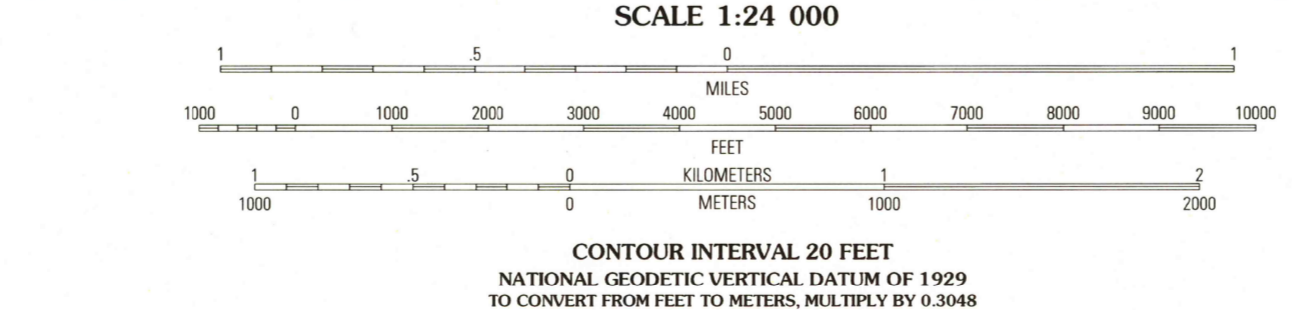 SCALE 1:24 000
1 .5 0 1
MILES
1000 0 1000 2000 3000 4000 5000 6000 7000 8000 9000 10000
FEET
1 .5 0 KILOMETERS 1 2
1000 0 METERS 1000 2000
CONTOUR INTERVAL 20 FEET
NATIONAL GEODETIC VERTICAL DATUM OF 1929
TO CONVERT FROM FEET TO METERS, MULTIPLY BY 0.3048